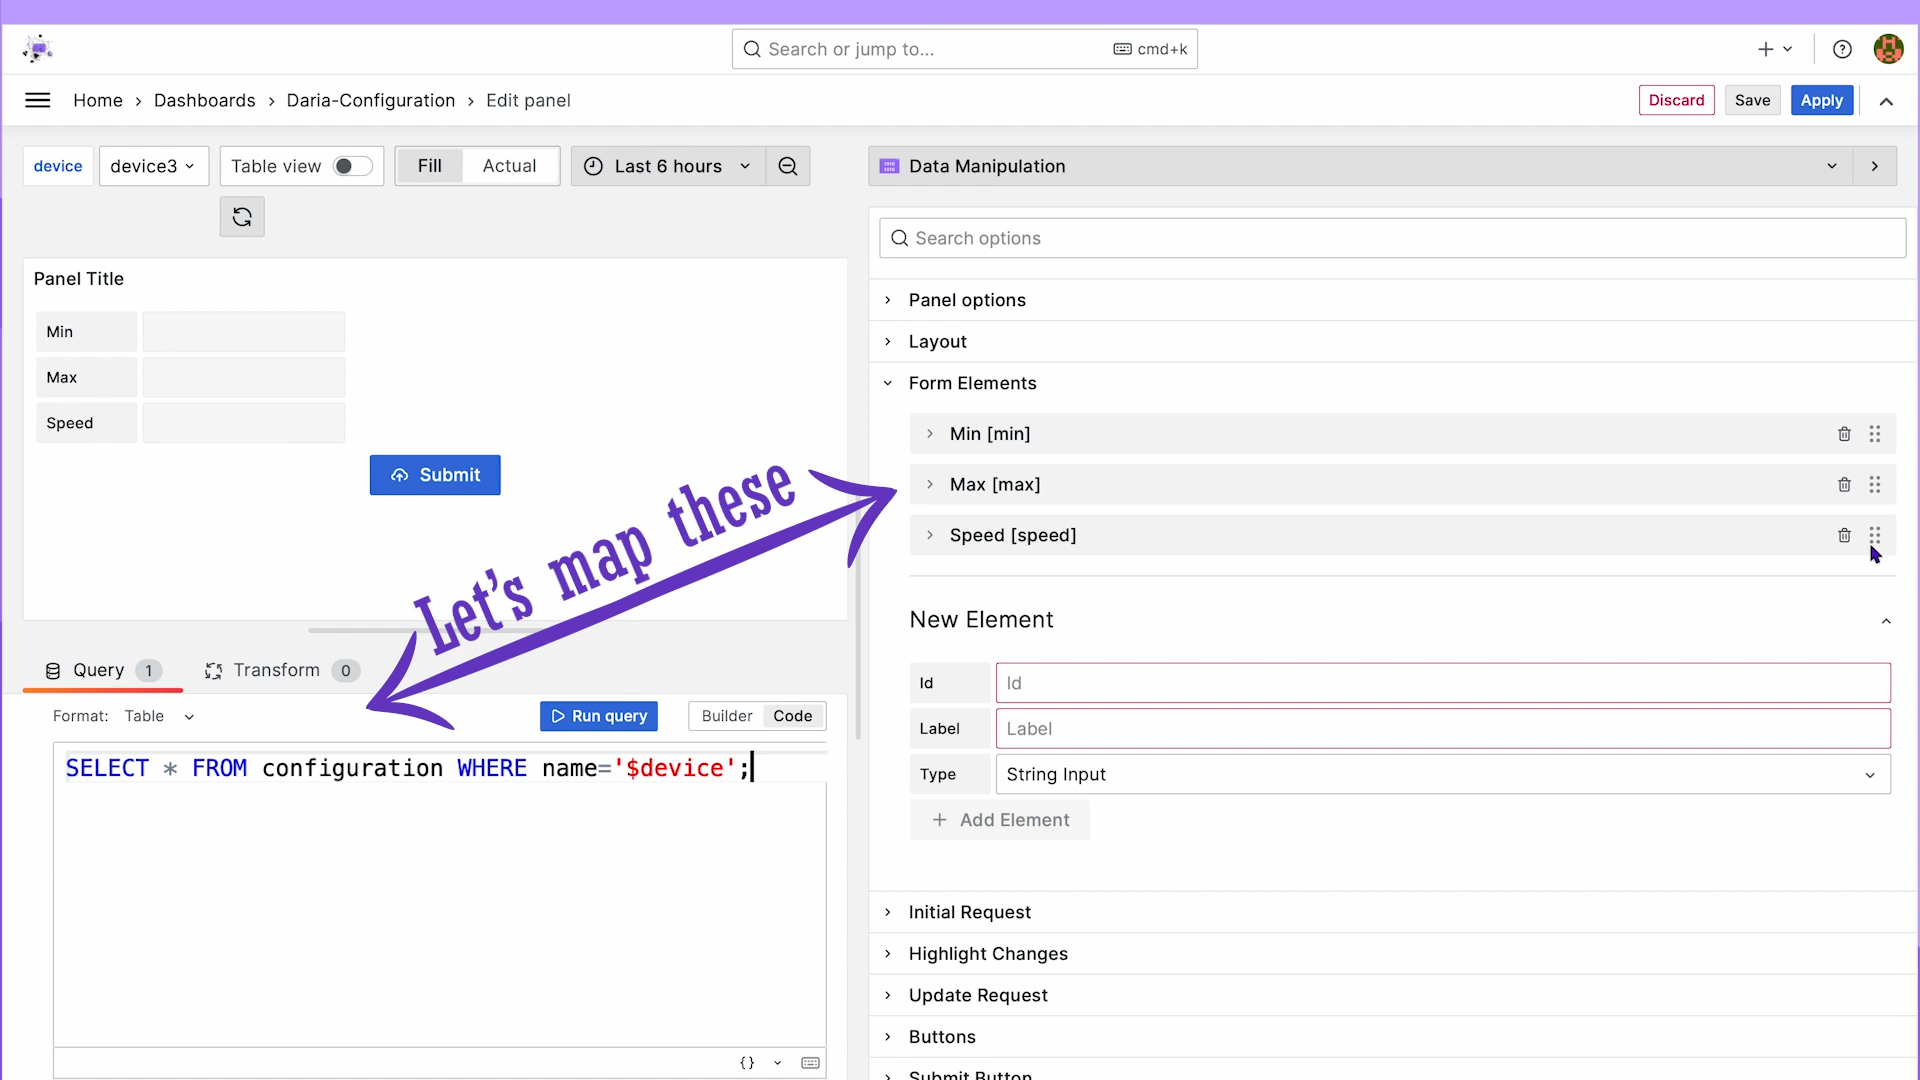 Search or jump to...
cmd+k
Home › Dashboards › Daria-Configuration › Edit panel
Discard
Save
Apply
device
device3
Table view
Fill
Actual
Last 6 hours
Data Manipulation
Search options
Panel Title
Min
Max
Speed
Submit
Let's map these
Query 1
Transform 0
Format: Table
Run query
Builder
Code
SELECT * FROM configuration WHERE name='$device';
{}
Panel options
Layout
Form Elements
Min [min]
Max [max]
Speed [speed]
New Element
Id
Id
Label
Label
Type
String Input
+ Add Element
Initial Request
Highlight Changes
Update Request
Buttons
Submit Button